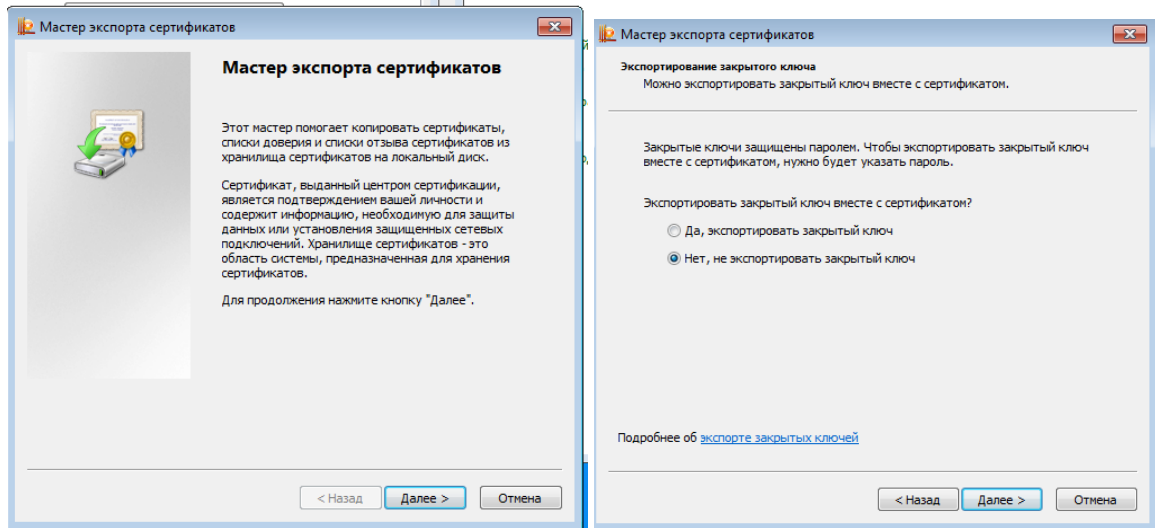 Мастер экспорта сертификатов
Мастер экспорта сертификатов
Этот мастер помогает копировать сертификаты,
списки доверия и списки отзыва сертификатов из
хранилища сертификатов на локальный диск.
Сертификат, выданный центром сертификации,
является подтверждением вашей личности и
содержит информацию, необходимую для защиты
данных или установления защищенных сетевых
подключений. Хранилище сертификатов - это
область системы, предназначенная для хранения
сертификатов.
Для продолжения нажмите кнопку "Далее".
< Назад
Далее >
Отмена
Мастер экспорта сертификатов
Экспортирование закрытого ключа
Можно экспортировать закрытый ключ вместе с сертификатом.
Закрытые ключи защищены паролем. Чтобы экспортировать закрытый ключ
вместе с сертификатом, нужно будет указать пароль.
Экспортировать закрытый ключ вместе с сертификатом?
Да, экспортировать закрытый ключ
Нет, не экспортировать закрытый ключ
Подробнее об экспорте закрытых ключей
< Назад
Далее >
Отмена